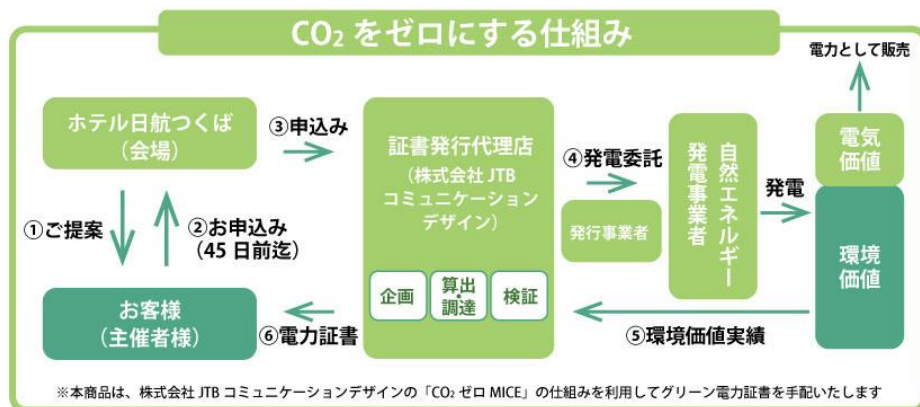 CO₂をゼロにする仕組み
電力として販売
ホテル日航つくば
（会場）
③申込み
証書発行代理店
（株式会社 JTB
コミュニケーション
デザイン）
企画
算出・
調達
検証
④発電委託
発行事業者
自然エネルギー
発電事業者
発電
電気
価値
環境
価値
①ご提案
②お申込み
（45 日前迄）
お客様
（主催者様）
⑥電力証書
⑤環境価値実績
※本商品は、株式会社 JTB コミュニケーションデザインの「CO₂ ゼロ MICE」の仕組みを利用してグリーン電力証書を手配いたします